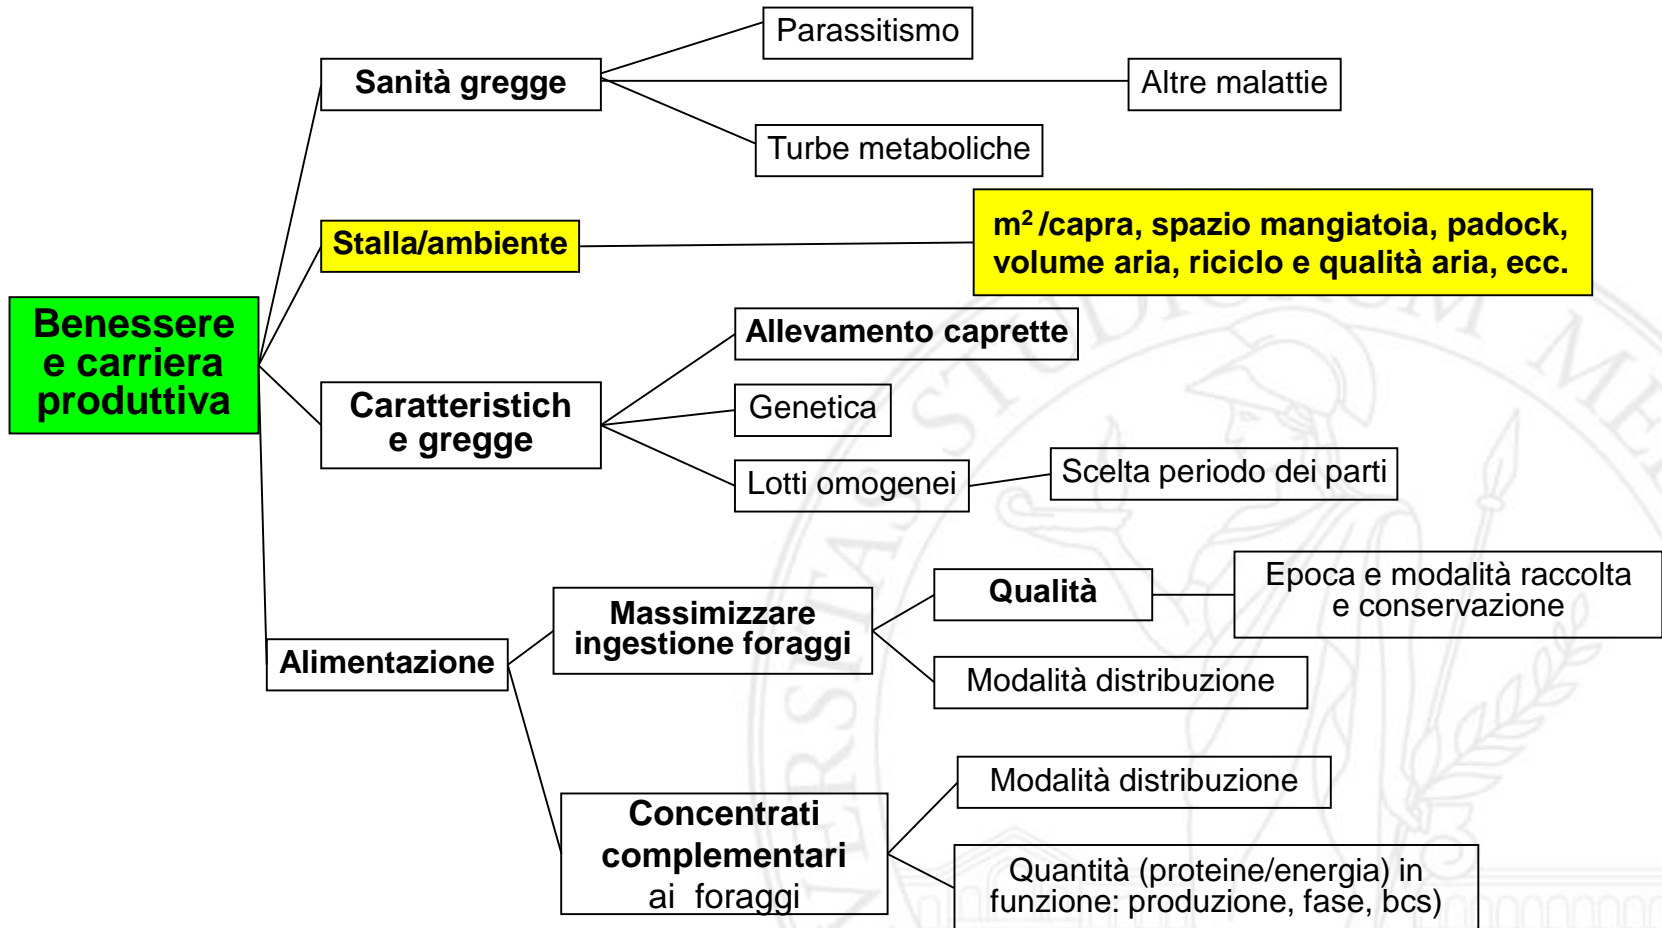 Parassitismo
Sanità gregge
Altre malattie
Turbe metaboliche
Stalla/ambiente
m² /capra, spazio mangiatoia, padock,
volume aria, riciclo e qualità aria, ecc.
Benessere
e carriera
produttiva
Allevamento caprette
Caratteristich
e gregge
Genetica
Lotti omogenei
Scelta periodo dei parti
Alimentazione
Massimizzare
ingestione foraggi
Qualità
Epoca e modalità raccolta
e conservazione
Modalità distribuzione
Concentrati
complementari
ai foraggi
Modalità distribuzione
Quantità (proteine/energia) in
funzione: produzione, fase, bcs)